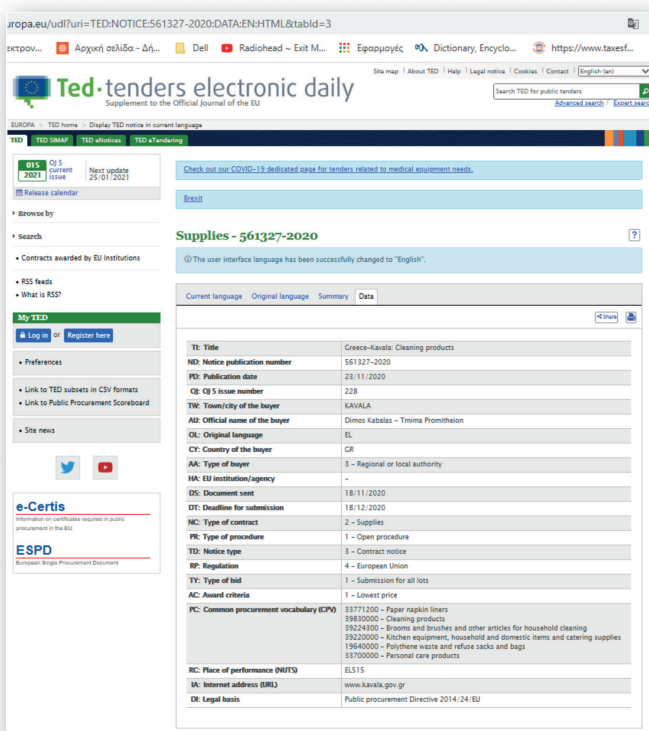 uropa.eu/udl?uri=TED:NOTICE:561327-2020:DATA:EN:HTML&tabId=3
εκτρον... Αρχική σελίδα - Δή... Dell Radiohead ~ Exit M... Εφαρμογές Dictionary, Encyclo... https://www.taxesf...
Site map About TED Help Legal notice Cookies Contact English (en)
Ted · tenders electronic daily
Supplement to the Official Journal of the EU
Search TED for public tenders
Advanced search / Expert searc
EUROPA > TED home > Display TED notice in current language
TED TED SIMAP TED eNotices TED eTendering
015 2021 OJ S current issue Next update 25/01/2021
Release calendar
Browse by
Search
• Contracts awarded by EU Institutions
• RSS feeds
• What is RSS?
My TED
Log in or Register here
• Preferences
• Link to TED subsets in CSV formats
• Link to Public Procurement Scoreboard
• Site news
e-Certis
Information on certificates required in public
procurement in the EU
ESPD
European Single Procurement Document
Check out our COVID-19 dedicated page for tenders related to medical equipment needs.
Brexit
Supplies - 561327-2020 ?
The user interface language has been successfully changed to "English".
Current language Original language Summary Data
Share
TI: Title Greece-Kavala: Cleaning products
ND: Notice publication number 561327-2020
PD: Publication date 23/11/2020
OJ: OJ S issue number 228
TW: Town/city of the buyer KAVALA
AU: Official name of the buyer Dimos Kabalas - Tmima Promitheion
OL: Original language EL
CY: Country of the buyer GR
AA: Type of buyer 3 - Regional or local authority
HA: EU institution/agency -
DS: Document sent 18/11/2020
DT: Deadline for submission 18/12/2020
NC: Type of contract 2 - Supplies
PR: Type of procedure 1 - Open procedure
TD: Notice type 3 - Contract notice
RP: Regulation 4 - European Union
TY: Type of bid 1 - Submission for all lots
AC: Award criteria 1 - Lowest price
PC: Common procurement vocabulary (CPV) 33771200 - Paper napkin liners
39830000 - Cleaning products
39224300 - Brooms and brushes and other articles for household cleaning
39220000 - Kitchen equipment, household and domestic items and catering supplies
19640000 - Polythene waste and refuse sacks and bags
33700000 - Personal care products
RC: Place of performance (NUTS) EL515
IA: Internet address (URL) www.kavala.gov.gr
DI: Legal basis Public procurement Directive 2014/24/EU